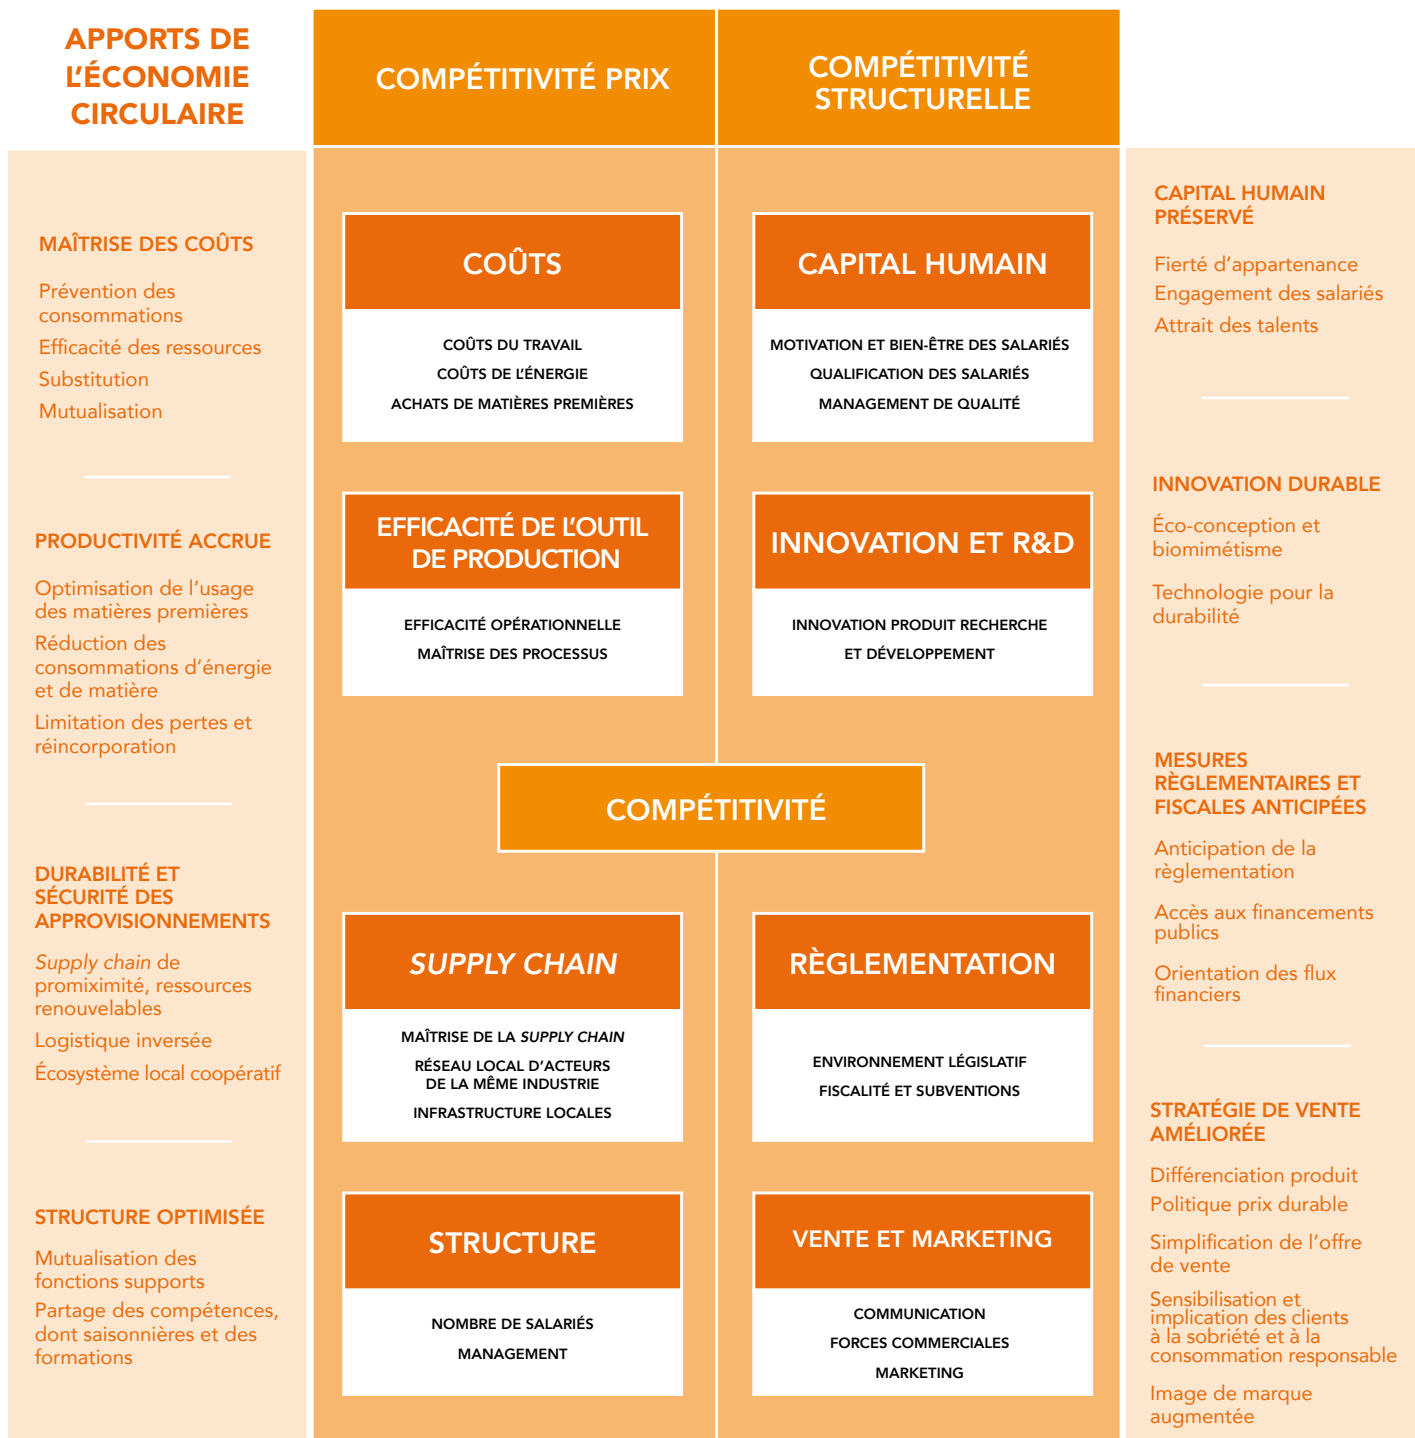 APPORTS DE
L'ÉCONOMIE
CIRCULAIRE
COMPÉTITIVITÉ PRIX
COMPÉTITIVITÉ
STRUCTURELLE
MAÎTRISE DES COÛTS
Prévention des
consommations
Efficacité des ressources
Substitution
Mutualisation
PRODUCTIVITÉ ACCRUE
Optimisation de l'usage
des matières premières
Réduction des
consommations d'énergie
et de matière
Limitation des pertes et
réincorporation
DURABILITÉ ET
SÉCURITÉ DES
APPROVISIONNEMENTS
Supply chain de
promiximité, ressources
renouvelables
Logistique inversée
Écosystème local coopératif
STRUCTURE OPTIMISÉE
Mutualisation des
fonctions supports
Partage des compétences,
dont saisonnières et des
formations
COÛTS
COÛTS DU TRAVAIL
COÛTS DE L'ÉNERGIE
ACHATS DE MATIÈRES PREMIÈRES
CAPITAL HUMAIN
MOTIVATION ET BIEN-ÊTRE DES SALARIÉS
QUALIFICATION DES SALARIÉS
MANAGEMENT DE QUALITÉ
EFFICACITÉ DE L'OUTIL
DE PRODUCTION
EFFICACITÉ OPÉRATIONNELLE
MAÎTRISE DES PROCESSUS
INNOVATION ET R&D
INNOVATION PRODUIT RECHERCHE
ET DÉVELOPPEMENT
COMPÉTITIVITÉ
SUPPLY CHAIN
MAÎTRISE DE LA SUPPLY CHAIN
RÉSEAU LOCAL D'ACTEURS
DE LA MÊME INDUSTRIE
INFRASTRUCTURE LOCALES
RÈGLEMENTATION
ENVIRONNEMENT LÉGISLATIF
FISCALITÉ ET SUBVENTIONS
STRUCTURE
NOMBRE DE SALARIÉS
MANAGEMENT
VENTE ET MARKETING
COMMUNICATION
FORCES COMMERCIALES
MARKETING
CAPITAL HUMAIN
PRÉSERVÉ
Fierté d'appartenance
Engagement des salariés
Attrait des talents
INNOVATION DURABLE
Éco-conception et
biomimétisme
Technologie pour la
durabilité
MESURES
RÈGLEMENTAIRES ET
FISCALES ANTICIPÉES
Anticipation de la
règlementation
Accès aux financements
publics
Orientation des flux
financiers
STRATÉGIE DE VENTE
AMÉLIORÉE
Différenciation produit
Politique prix durable
Simplification de l'offre
de vente
Sensibilisation et
implication des clients
à la sobriété et à la
consommation responsable
Image de marque
augmentée